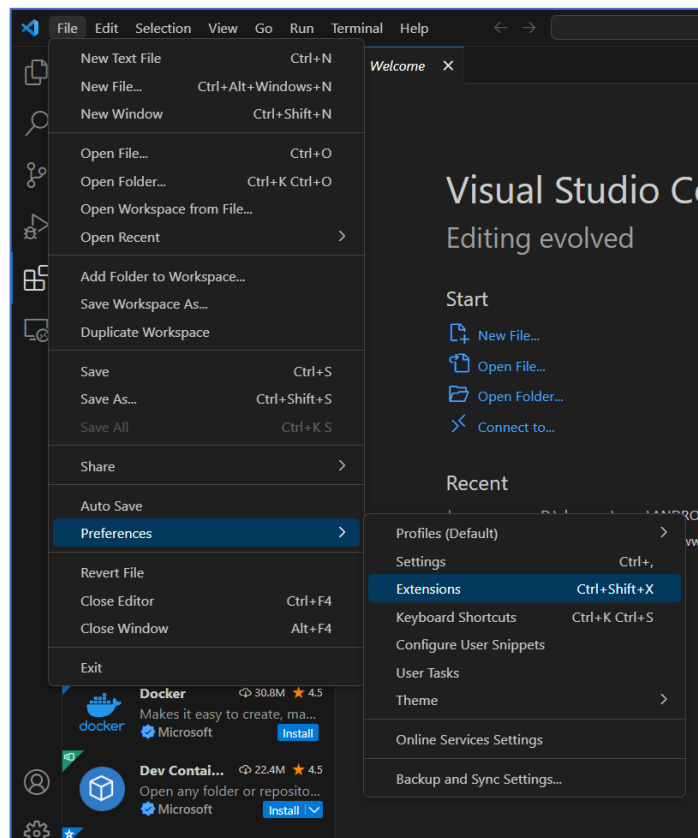 File Edit Selection View Go Run Terminal Help
New Text File Ctrl+N
New File... Ctrl+Alt+Windows+N
New Window Ctrl+Shift+N
Open File... Ctrl+O
Open Folder... Ctrl+K Ctrl+O
Open Workspace from File...
Open Recent
Add Folder to Workspace...
Save Workspace As...
Duplicate Workspace
Save Ctrl+S
Save As... Ctrl+Shift+S
Save All Ctrl+K S
Share
Auto Save
Preferences
Revert File
Close Editor Ctrl+F4
Close Window Alt+F4
Exit
Welcome
Visual Studio Co
Editing evolved
Start
New File...
Open File...
Open Folder...
Connect to...
Recent
Profiles (Default)
Settings Ctrl+,
Extensions Ctrl+Shift+X
Keyboard Shortcuts Ctrl+K Ctrl+S
Configure User Snippets
User Tasks
Theme
Online Services Settings
Backup and Sync Settings...
Docker 30.8M 4.5
Makes it easy to create, ma...
docker
Microsoft Install
Dev Contai... 22.4M 4.5
Open any folder or reposito...
Microsoft Install